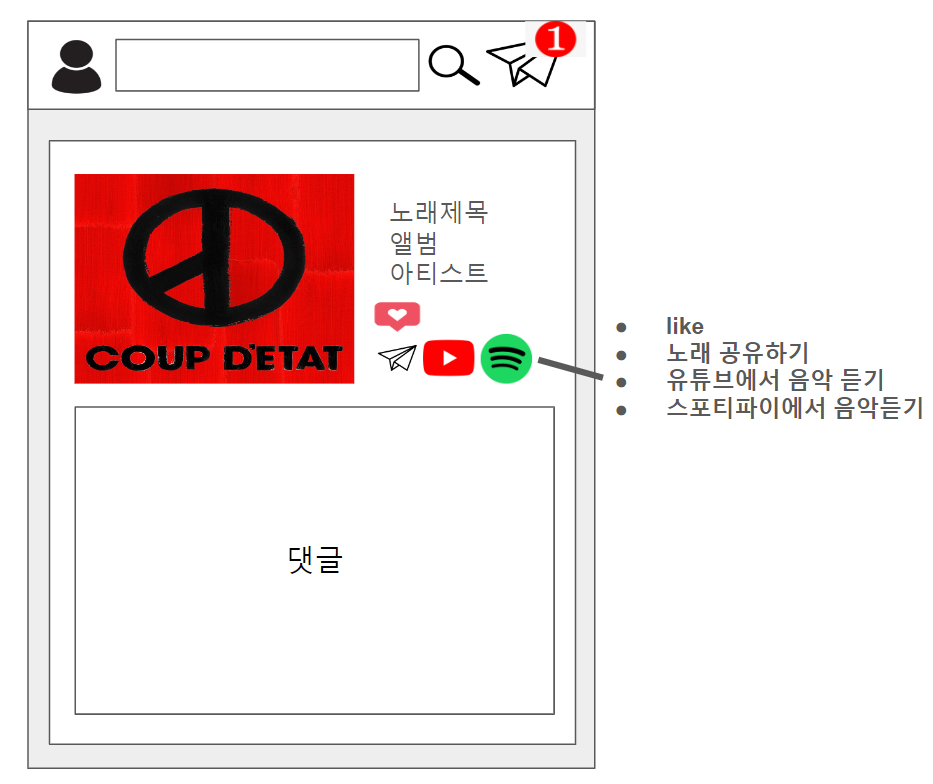 1
노래제목
앨범
아티스트
COUP D'ETAT
like
노래 공유하기
유튜브에서 음악 듣기
스포티파이에서 음악듣기
댓글